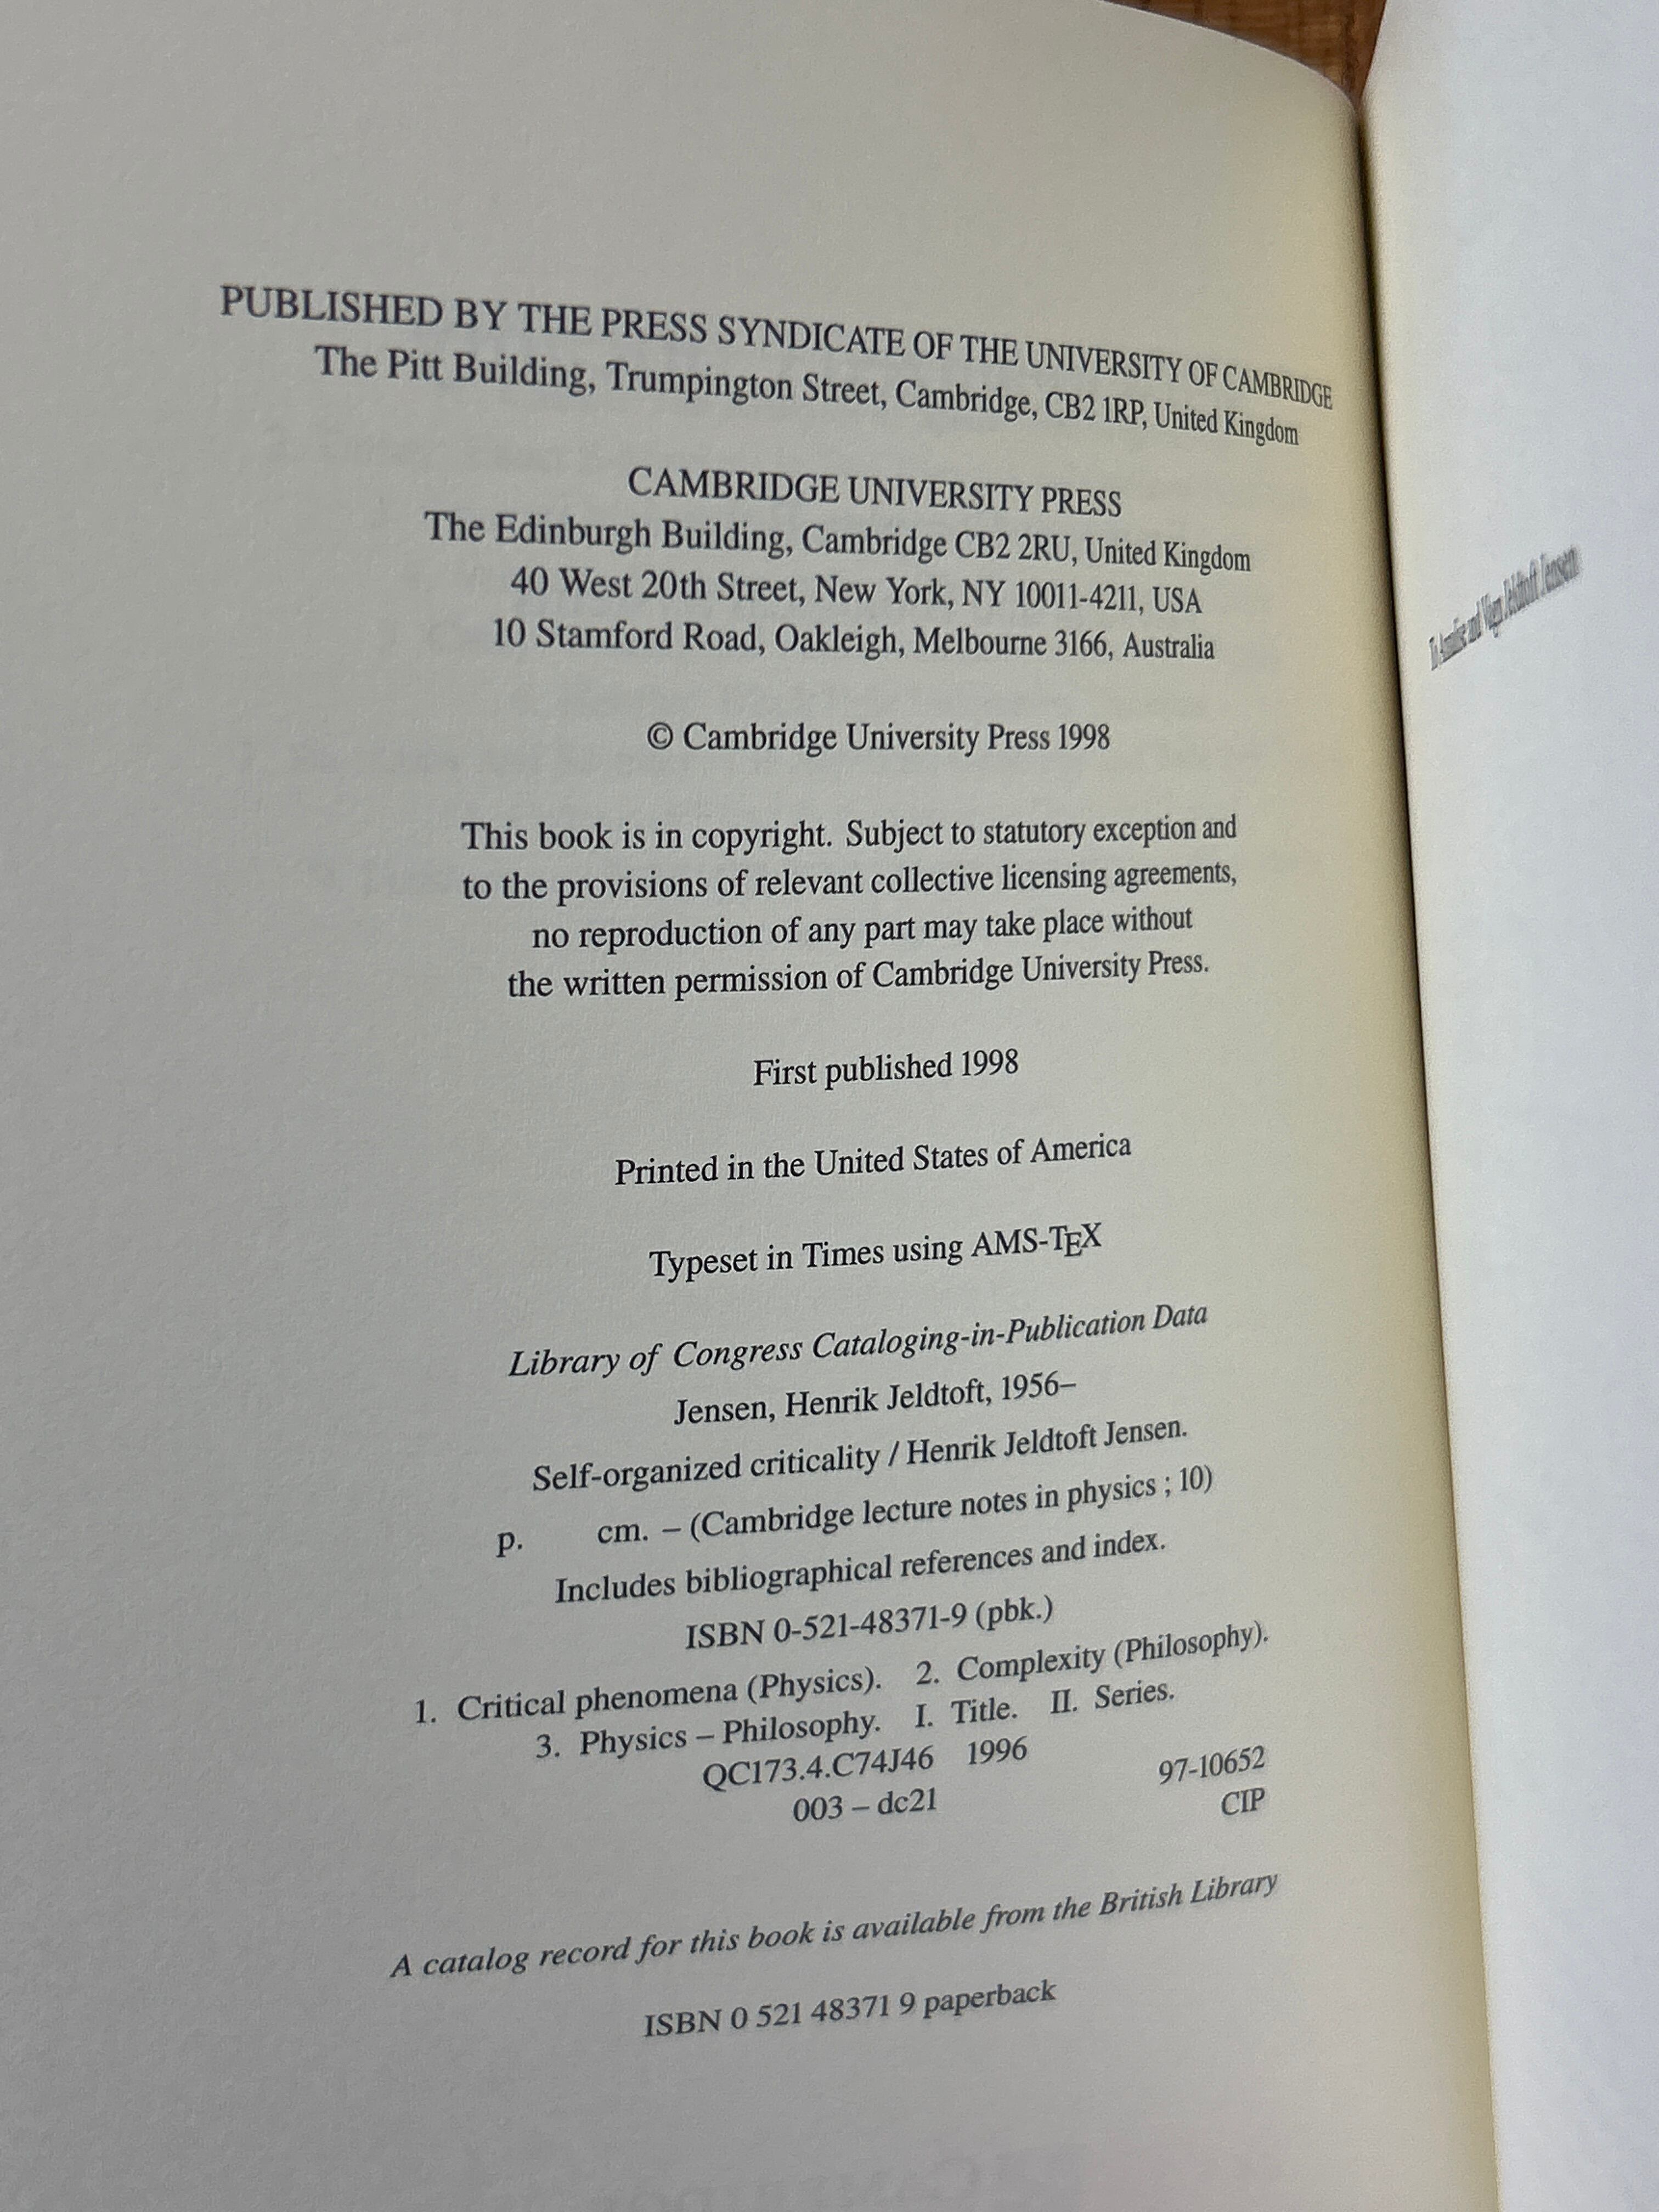 PUBLISHED BY THE PRESS SYNDICATE OF THE UNIVERSITY OF CAMBRIDGE
The Pitt Building, Trumpington Street, Cambridge, CB2 1RP, United Kingdom
CAMBRIDGE UNIVERSITY PRESS
The Edinburgh Building, Cambridge CB2 2RU, United Kingdom
40 West 20th Street, New York, NY 10011-4211, USA
10 Stamford Road, Oakleigh, Melbourne 3166, Australia
© Cambridge University Press 1998
This book is in copyright. Subject to statutory exception and
to the provisions of relevant collective licensing agreements,
no reproduction of any part may take place without
the written permission of Cambridge University Press.
First published 1998
Printed in the United States of America
Typeset in Times using AMS-TEX
Library of Congress Cataloging-in-Publication Data
Jensen, Henrik Jeldtoft, 1956–
Self-organized criticality / Henrik Jeldtoft Jensen.
p. cm. – (Cambridge lecture notes in physics ; 10)
Includes bibliographical references and index.
ISBN 0-521-48371-9 (pbk.)
1. Critical phenomena (Physics). 2. Complexity (Philosophy).
3. Physics – Philosophy. I. Title. II. Series.
QC173.4.C74J46 1996
97-10652
003 – dc21
CIP
A catalog record for this book is available from the British Library
ISBN 0 521 48371 9 paperback
To and Jeldtoft Jensen